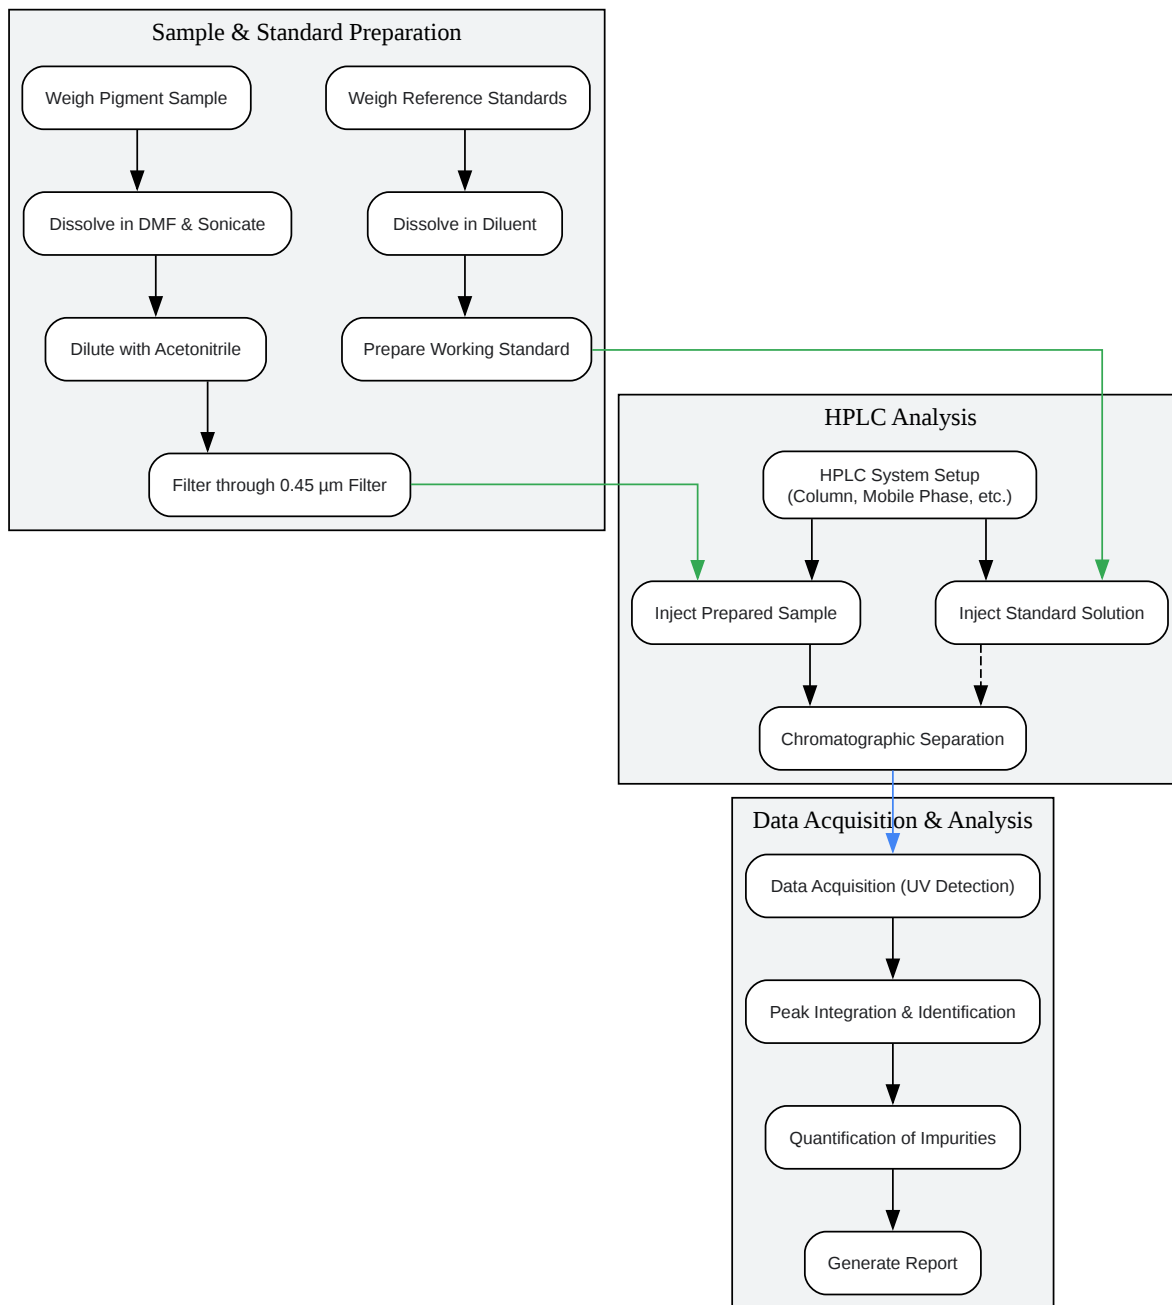 Sample & Standard Preparation
Weigh Pigment Sample
Weigh Reference Standards
Dissolve in DMF & Sonicate
Dissolve in Diluent
Dilute with Acetonitrile
Prepare Working Standard
Filter through 0.45 µm Filter
HPLC Analysis
HPLC System Setup
(Column, Mobile Phase, etc.)
Inject Prepared Sample
Inject Standard Solution
Chromatographic Separation
Data Acquisition & Analysis
Data Acquisition (UV Detection)
Peak Integration & Identification
Quantification of Impurities
Generate Report